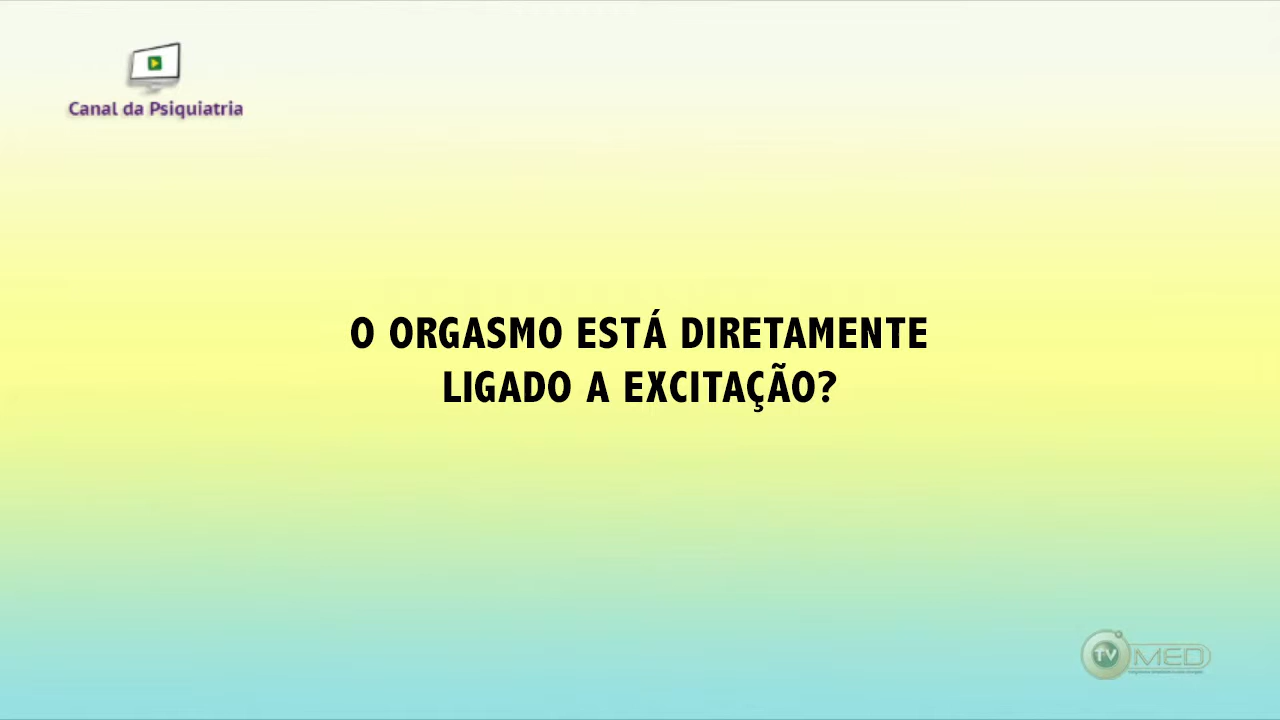 Canal da Psiquiatria
O ORGASMO ESTÁ DIRETAMENTE
LIGADO A EXCITAÇÃO?
TV MED